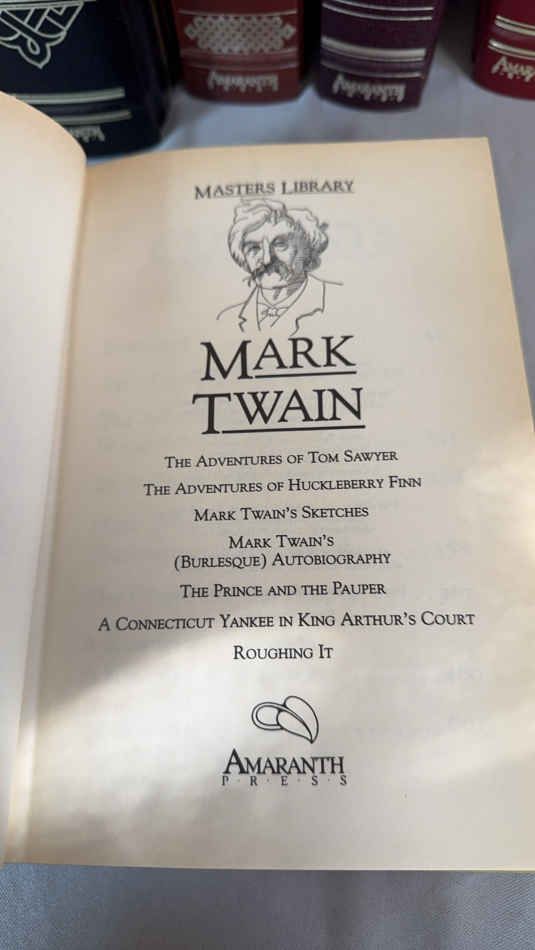 AMAR
MASTERS LIBRARY
MARK
TWAIN
THE ADVENTURES OF TOM SAWYER
THE ADVENTURES OF HUCKLEBERRY FINN
MARK TWAIN'S SKETCHES
MARK TWAIN'S
(BURLESQUE) AUTOBIOGRAPHY
THE PRINCE AND THE PAUPER
A CONNECTICUT YANKEE IN KING ARTHUR'S COURT
ROUGHING IT
AMARANTH
P·R·E·S·S